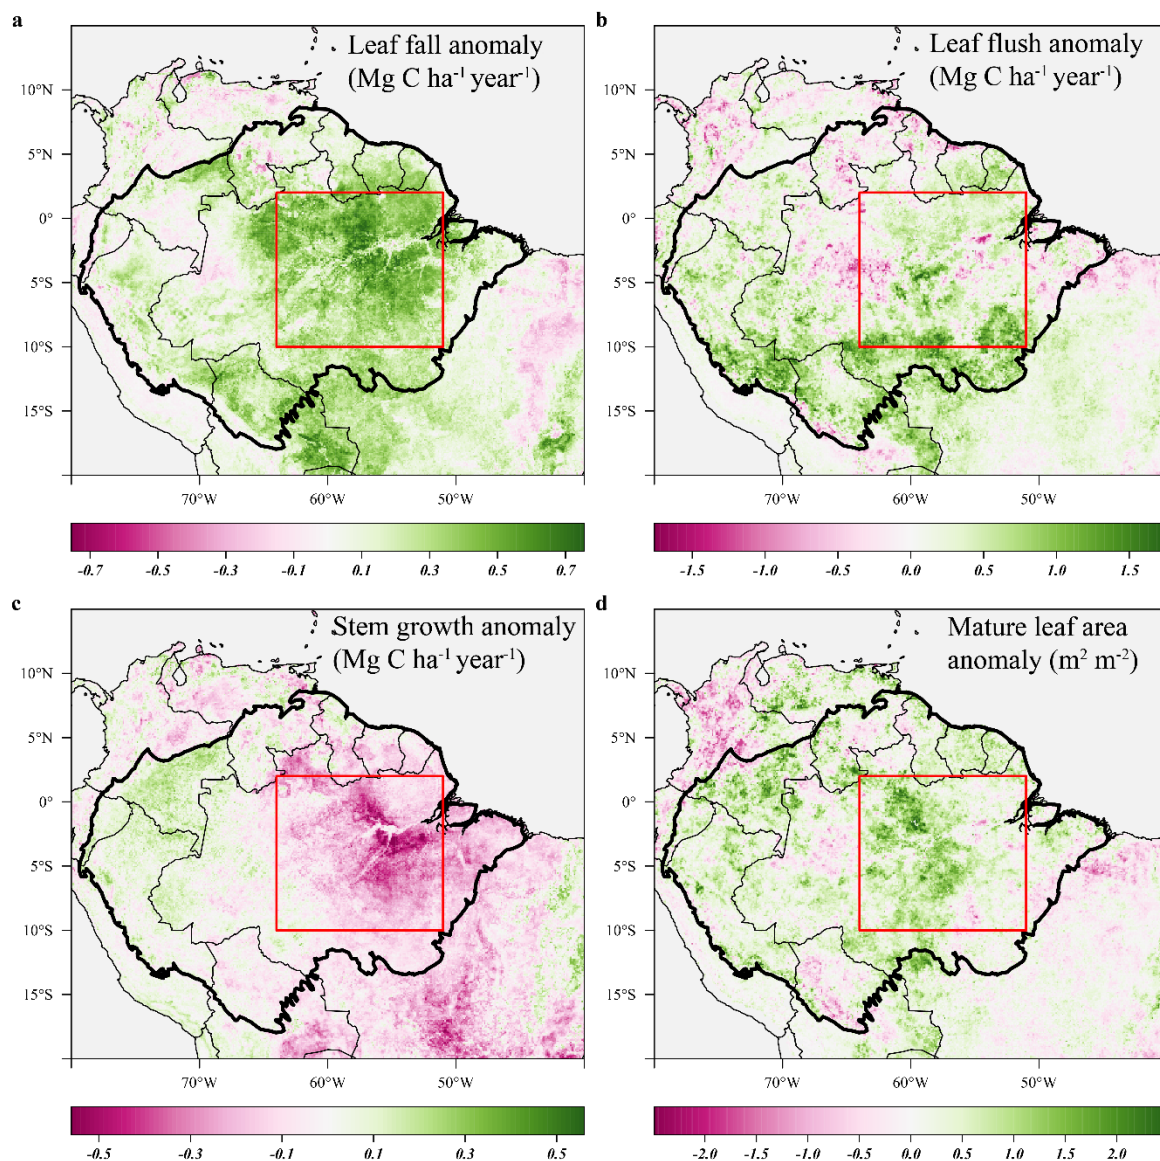 a
Leaf fall anomaly
(Mg C ha⁻¹ year⁻¹)
10°N
5°N
0°
5°S
10°S
15°S
70°W 60°W 50°W
-0.7 -0.5 -0.3 -0.1 0.1 0.3 0.5 0.7
b
Leaf flush anomaly
(Mg C ha⁻¹ year⁻¹)
10°N
5°N
0°
5°S
10°S
15°S
70°W 60°W 50°W
-1.5 -1.0 -0.5 0.0 0.5 1.0 1.5
c
Stem growth anomaly
(Mg C ha⁻¹ year⁻¹)
10°N
5°N
0°
5°S
10°S
15°S
70°W 60°W 50°W
-0.5 -0.3 -0.1 0.1 0.3 0.5
d
Mature leaf area
anomaly (m² m⁻²)
10°N
5°N
0°
5°S
10°S
15°S
70°W 60°W 50°W
-2.0 -1.5 -1.0 -0.5 0.0 0.5 1.0 1.5 2.0